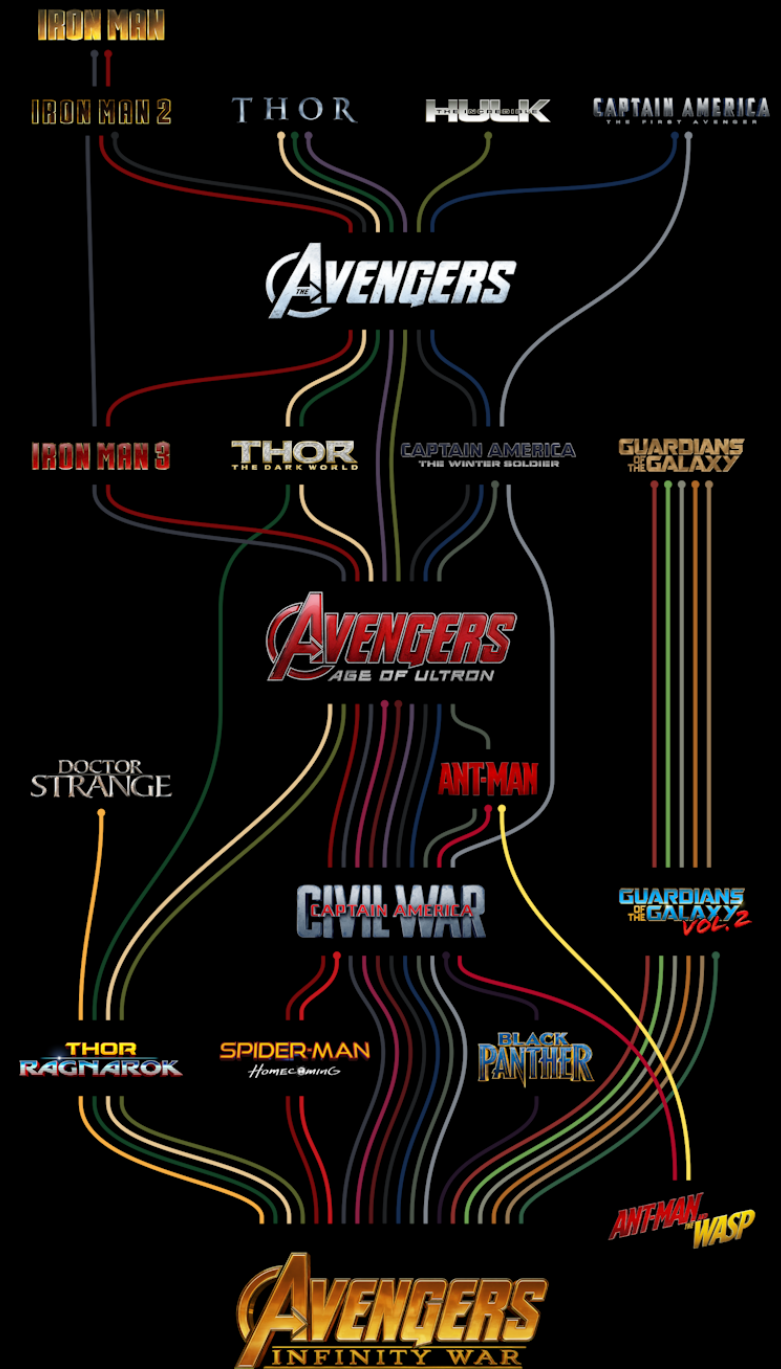 IRON MAN
IRON MAN 2
THOR
THE INCREDIBLE
HULK
CAPTAIN AMERICA
THE FIRST AVENGER
THE AVENGERS
IRON MAN 3
THOR
THE DARK WORLD
CAPTAIN AMERICA
THE WINTER SOLDIER
GUARDIANS
OF THE GALAXY
AVENGERS
AGE OF ULTRON
DOCTOR
STRANGE
ANT-MAN
CIVIL WAR
CAPTAIN AMERICA
GUARDIANS
OF THE GALAXY
VOL. 2
THOR
RAGNAROK
SPIDER-MAN
HOMECOMING
BLACK
PANTHER
ANT-MAN AND THE WASP
AVENGERS
INFINITY WAR